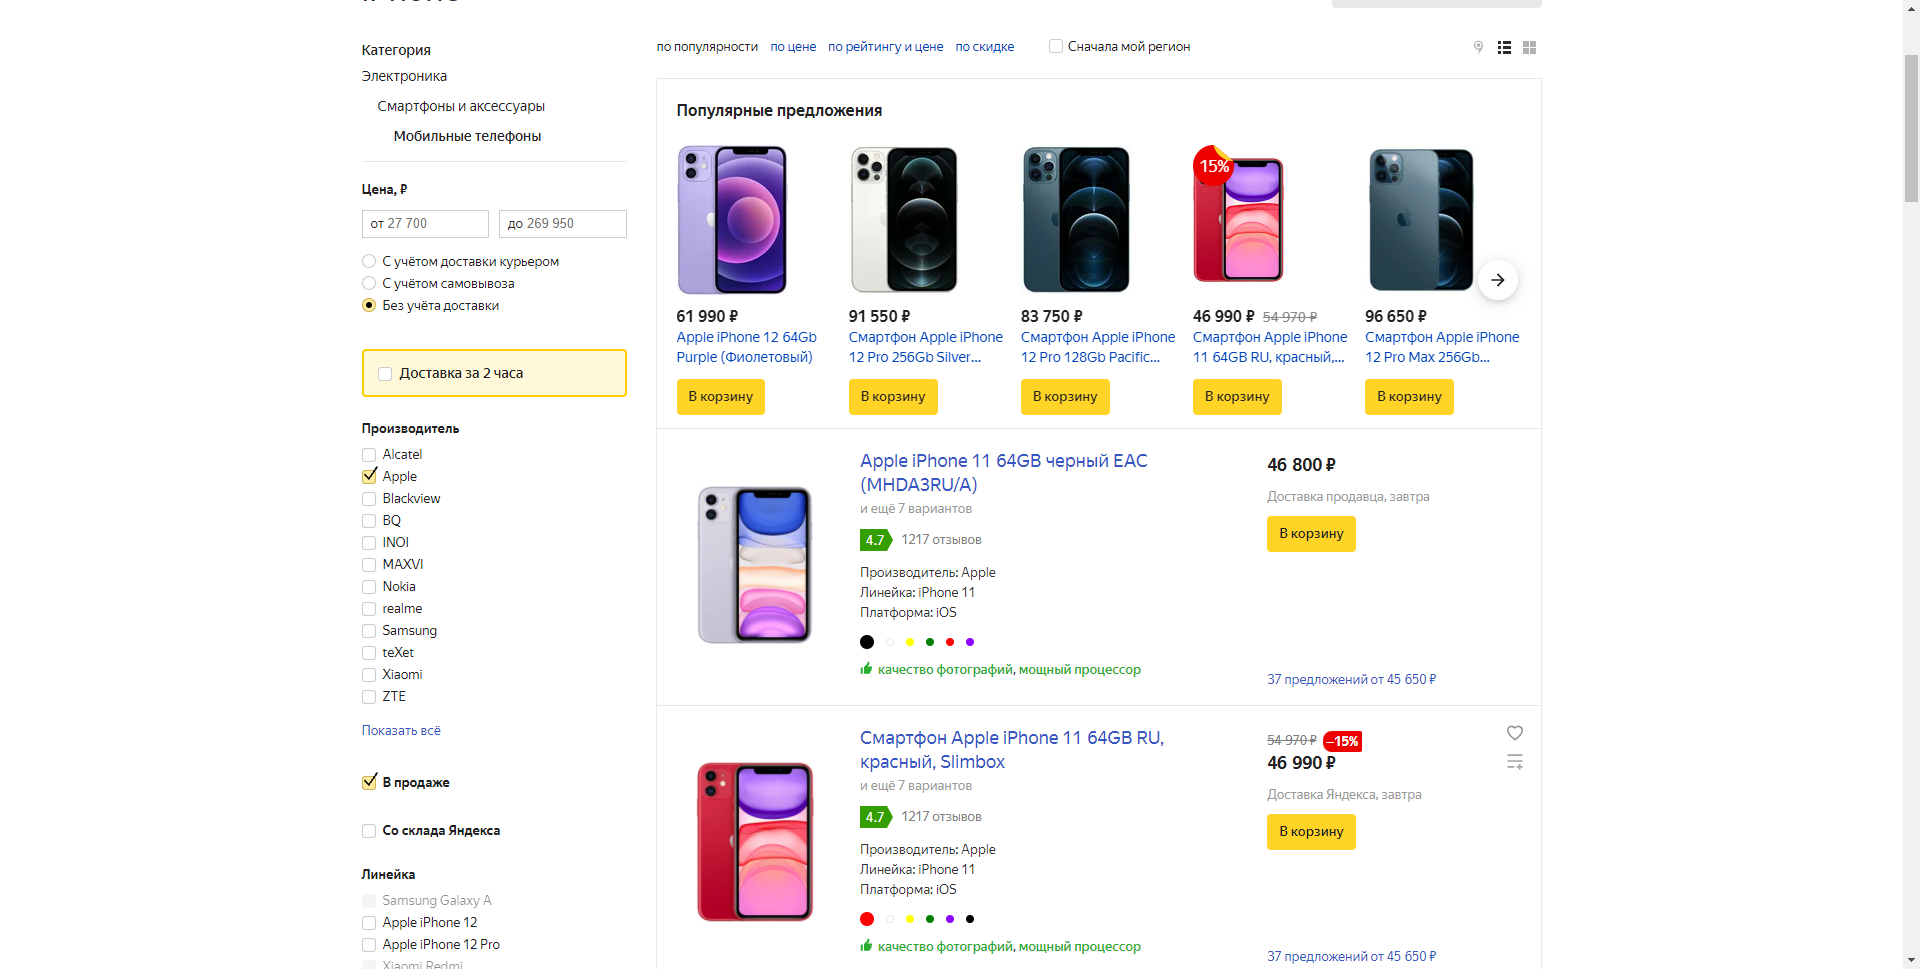 Категория
Электроника
Смартфоны и аксессуары
Мобильные телефоны
Цена, ₽
от 27 700
до 269 950
С учётом доставки курьером
С учётом самовывоза
Без учёта доставки
Доставка за 2 часа
Производитель
Alcatel
Apple
Blackview
BQ
INOI
MAXVI
Nokia
realme
Samsung
teXet
Xiaomi
ZTE
Показать всё
В продаже
Со склада Яндекса
Линейка
Samsung Galaxy A
Apple iPhone 12
Apple iPhone 12 Pro
Xiaomi Redmi
по популярности по цене по рейтингу и цене по скидке Сначала мой регион
Популярные предложения
61 990 ₽
Apple iPhone 12 64Gb
Purple (Фиолетовый)
В корзину
91 550 ₽
Смартфон Apple iPhone
12 Pro 256Gb Silver...
В корзину
83 750 ₽
Смартфон Apple iPhone
12 Pro 128Gb Pacific...
В корзину
15%
46 990 ₽ 54 970 ₽
Смартфон Apple iPhone
11 64GB RU, красный,...
В корзину
96 650 ₽
Смартфон Apple iPhone
12 Pro Max 256Gb...
В корзину
Apple iPhone 11 64GB черный EAC
(MHDA3RU/A)
и ещё 7 вариантов
4.7 1217 отзывов
Производитель: Apple
Линейка: iPhone 11
Платформа: iOS
качество фотографий, мощный процессор
46 800 ₽
Доставка продавца, завтра
В корзину
37 предложений от 45 650 ₽
Смартфон Apple iPhone 11 64GB RU,
красный, Slimbox
и ещё 7 вариантов
4.7 1217 отзывов
Производитель: Apple
Линейка: iPhone 11
Платформа: iOS
качество фотографий, мощный процессор
54 970 ₽ −15%
46 990 ₽
Доставка Яндекса, завтра
В корзину
37 предложений от 45 650 ₽